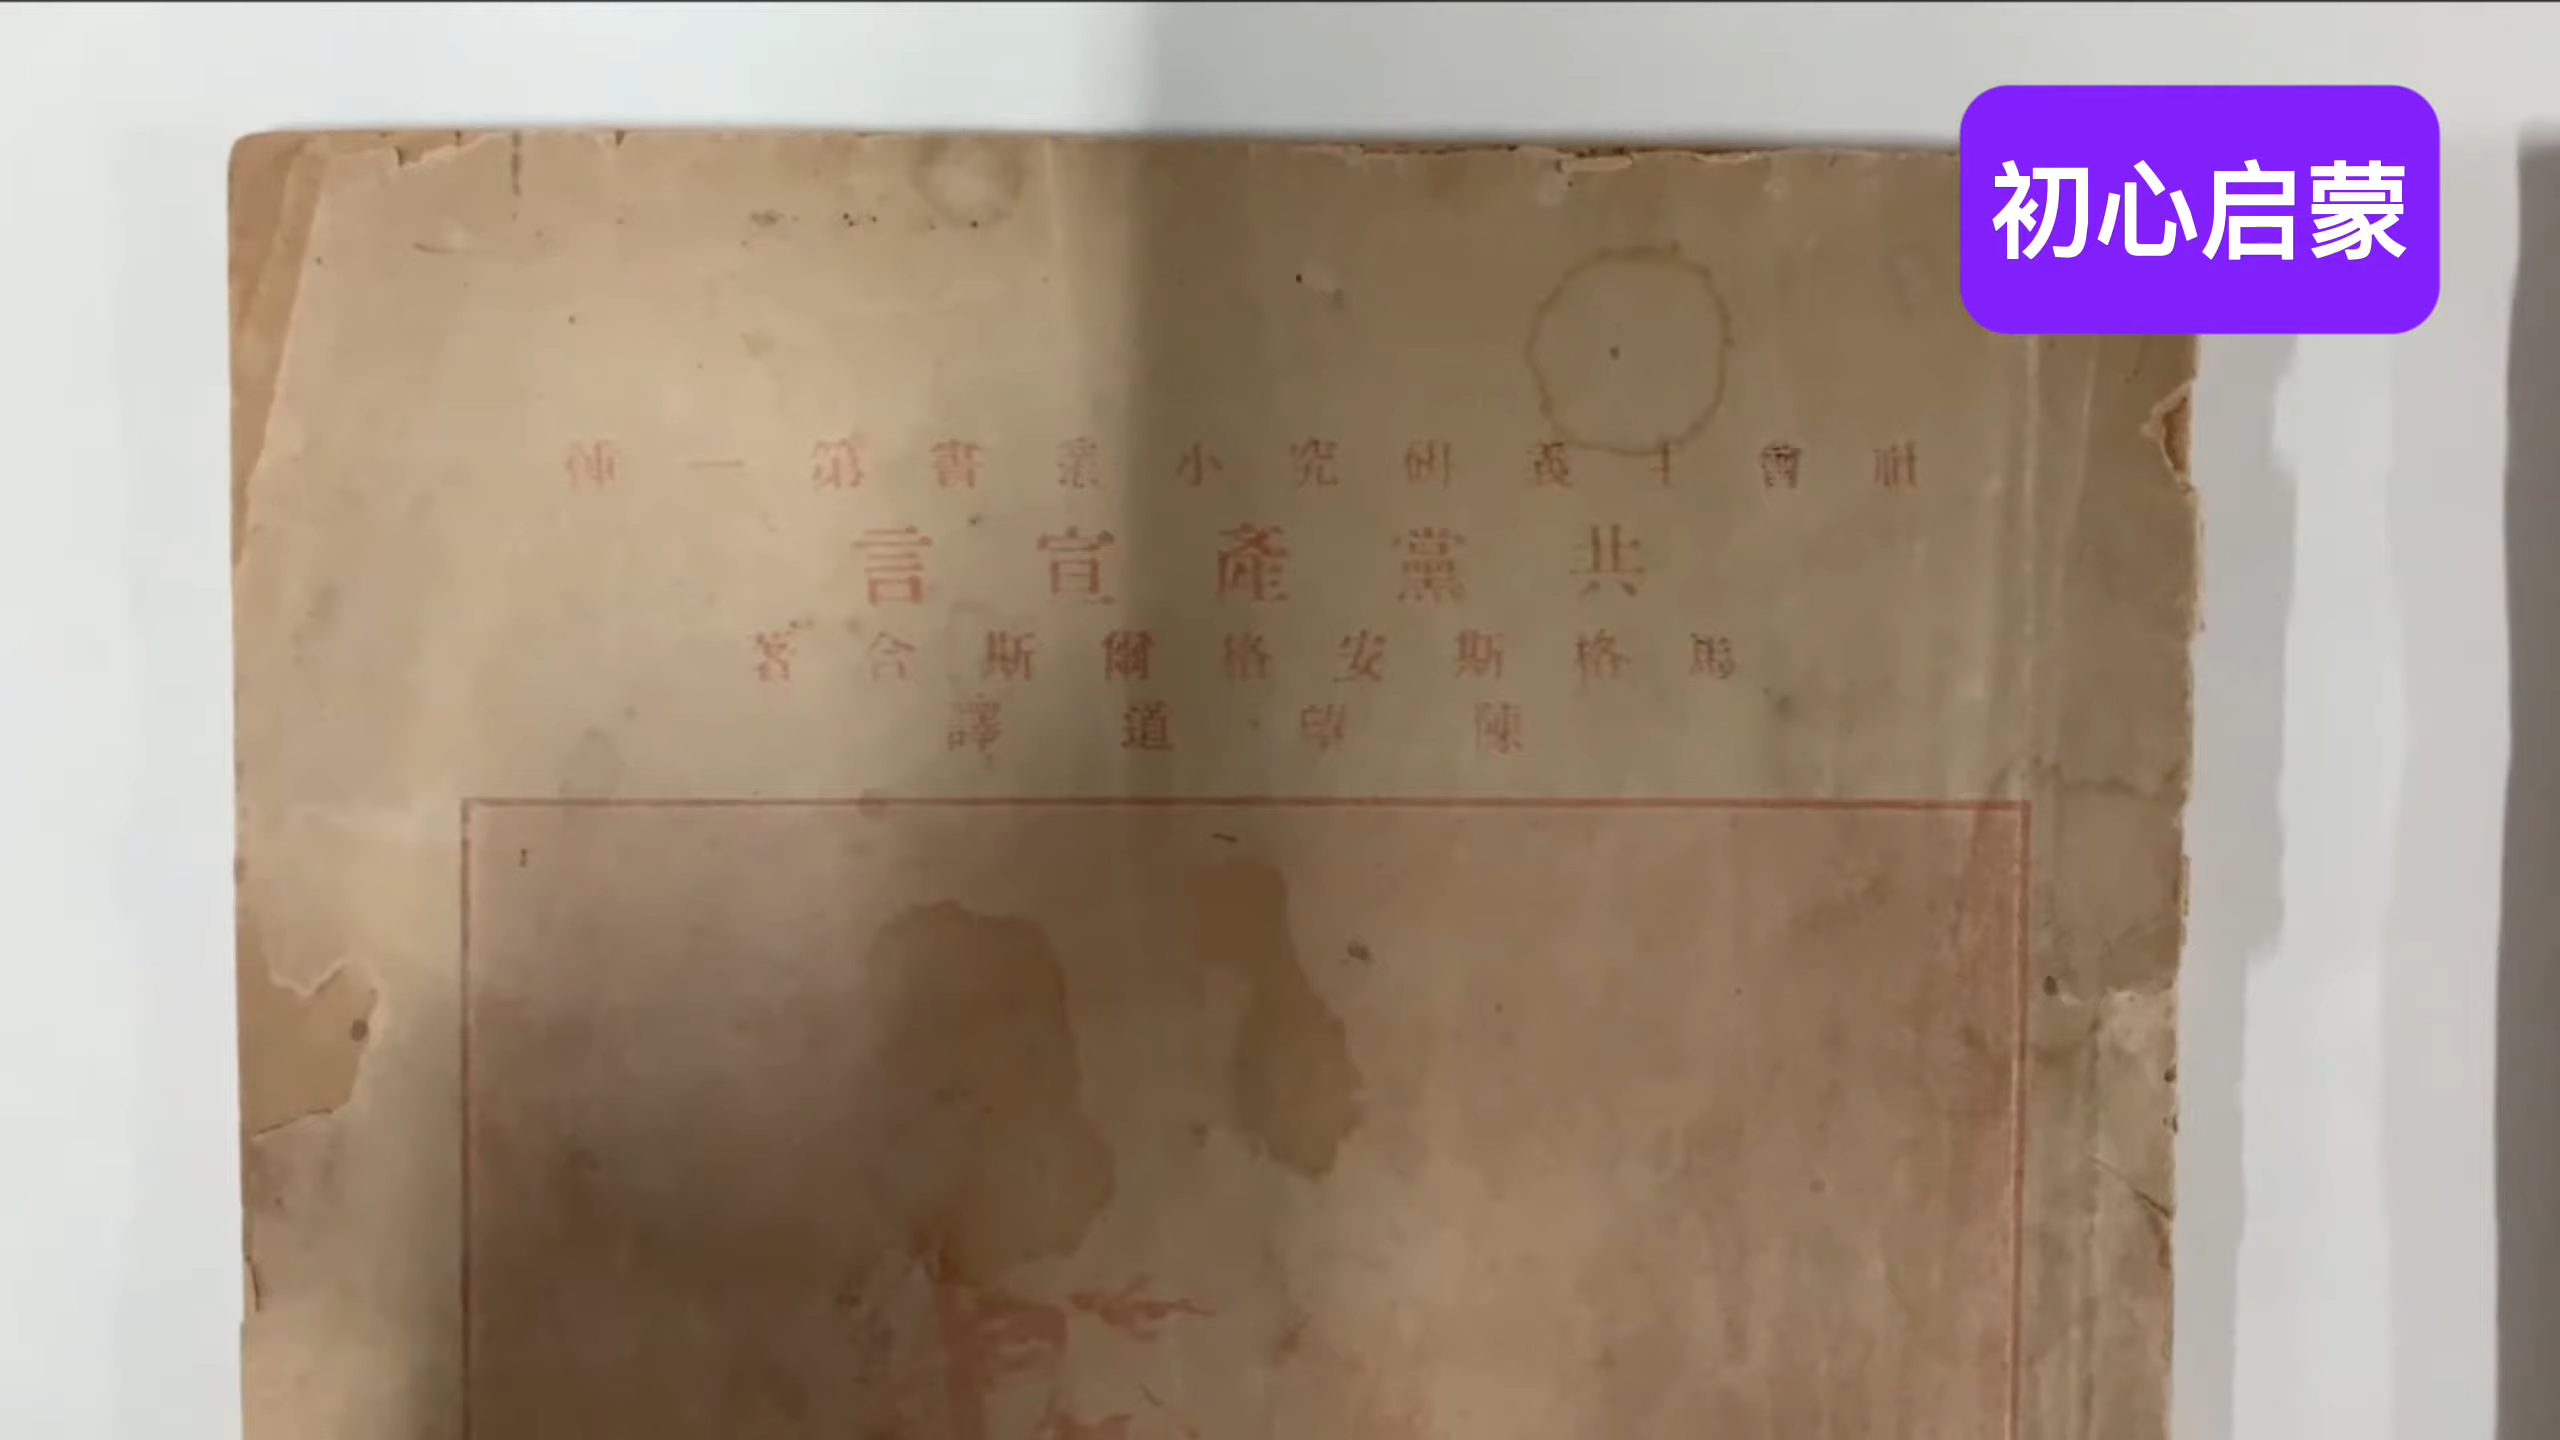 初心启蒙
社會主義研究小叢書第一種
共黨產宣言
馬格斯安格爾斯合著
陳望道譯